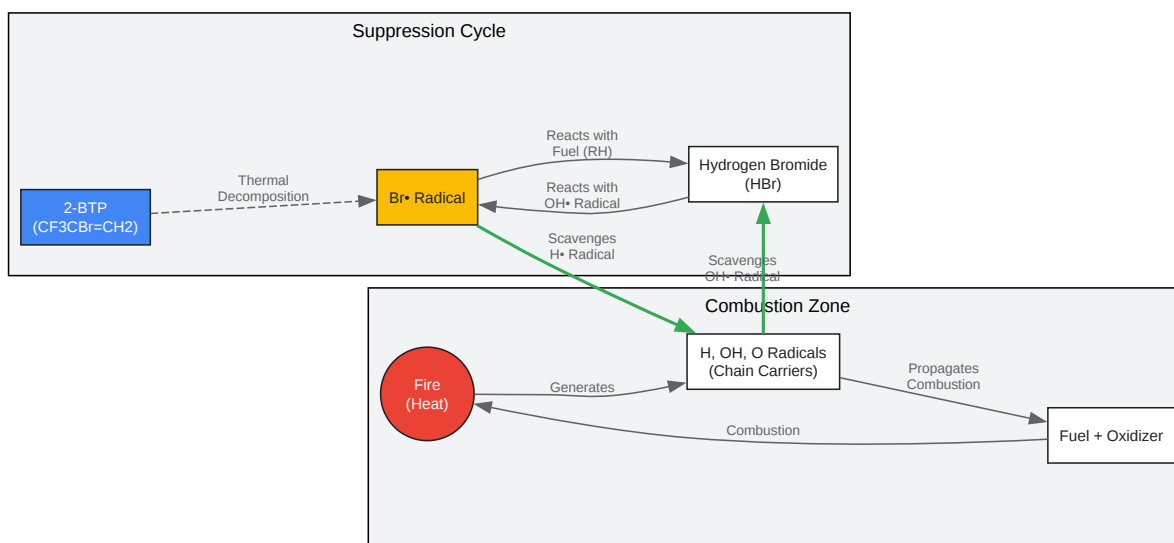 Suppression Cycle
2-BTP
(CF3CBr=CH2)
Thermal
Decomposition
Br• Radical
Reacts with
Fuel (RH)
Reacts with
OH• Radical
Hydrogen Bromide
(HBr)
Scavenges
H• Radical
Scavenges
OH• Radical
Combustion Zone
Fire
(Heat)
Generates
H, OH, O Radicals
(Chain Carriers)
Propagates
Combustion
Combustion
Fuel + Oxidizer